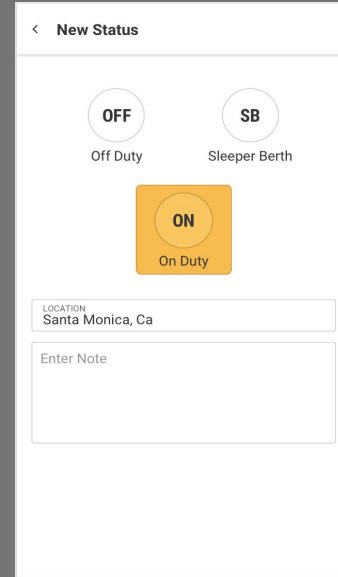 New Status
OFF
SB
Off Duty
Sleeper Berth
ON
On Duty
LOCATION
Santa Monica, Ca
Enter Note